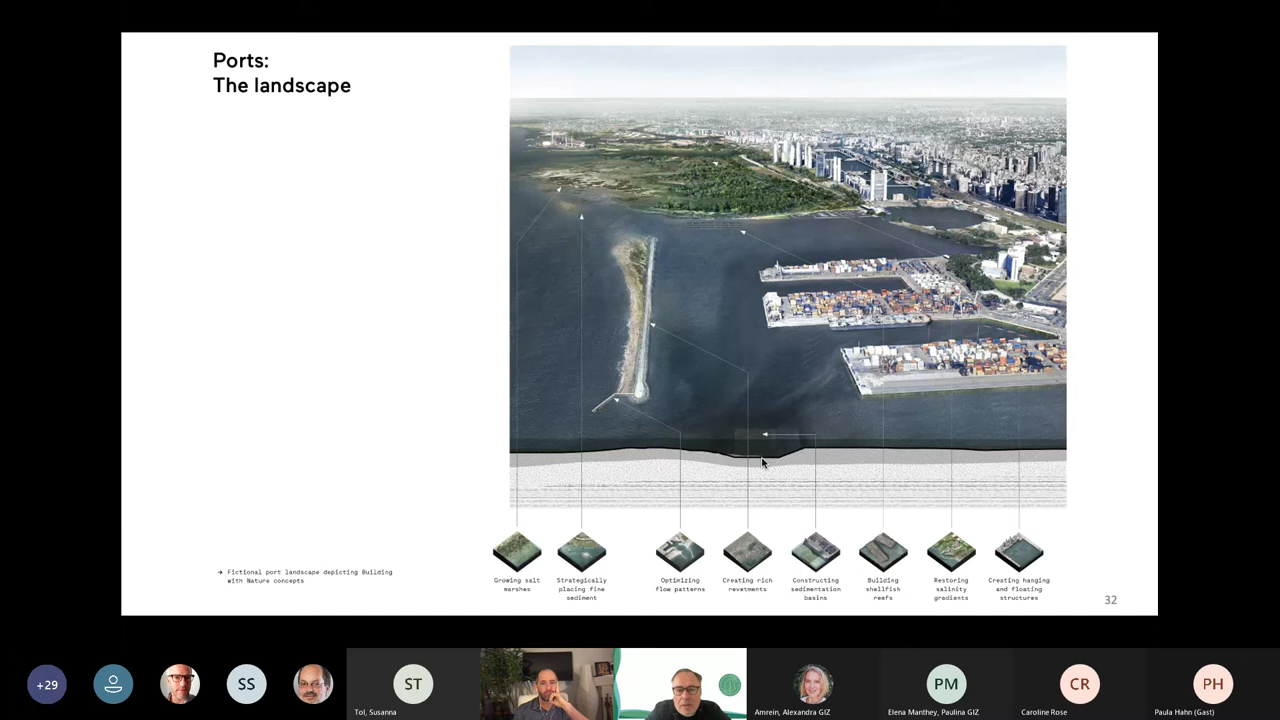 Ports:
The landscape
➔ Fictional port landscape depicting Building
with Nature concepts
Growing salt
marshes
Strategically
placing fine
sediment
Optimizing
flow patterns
Creating rich
revetments
Constructing
sedimentation
basins
Building
shellfish
reefs
Restoring
salinity
gradients
Creating hanging
and floating
structures
32
+29
SS
ST
Tol, Susanna
Amrein, Alexandra GIZ
PM
Elena Manthey, Paulina GIZ
CR
Caroline Rose
PH
Paula Hahn (Gast)